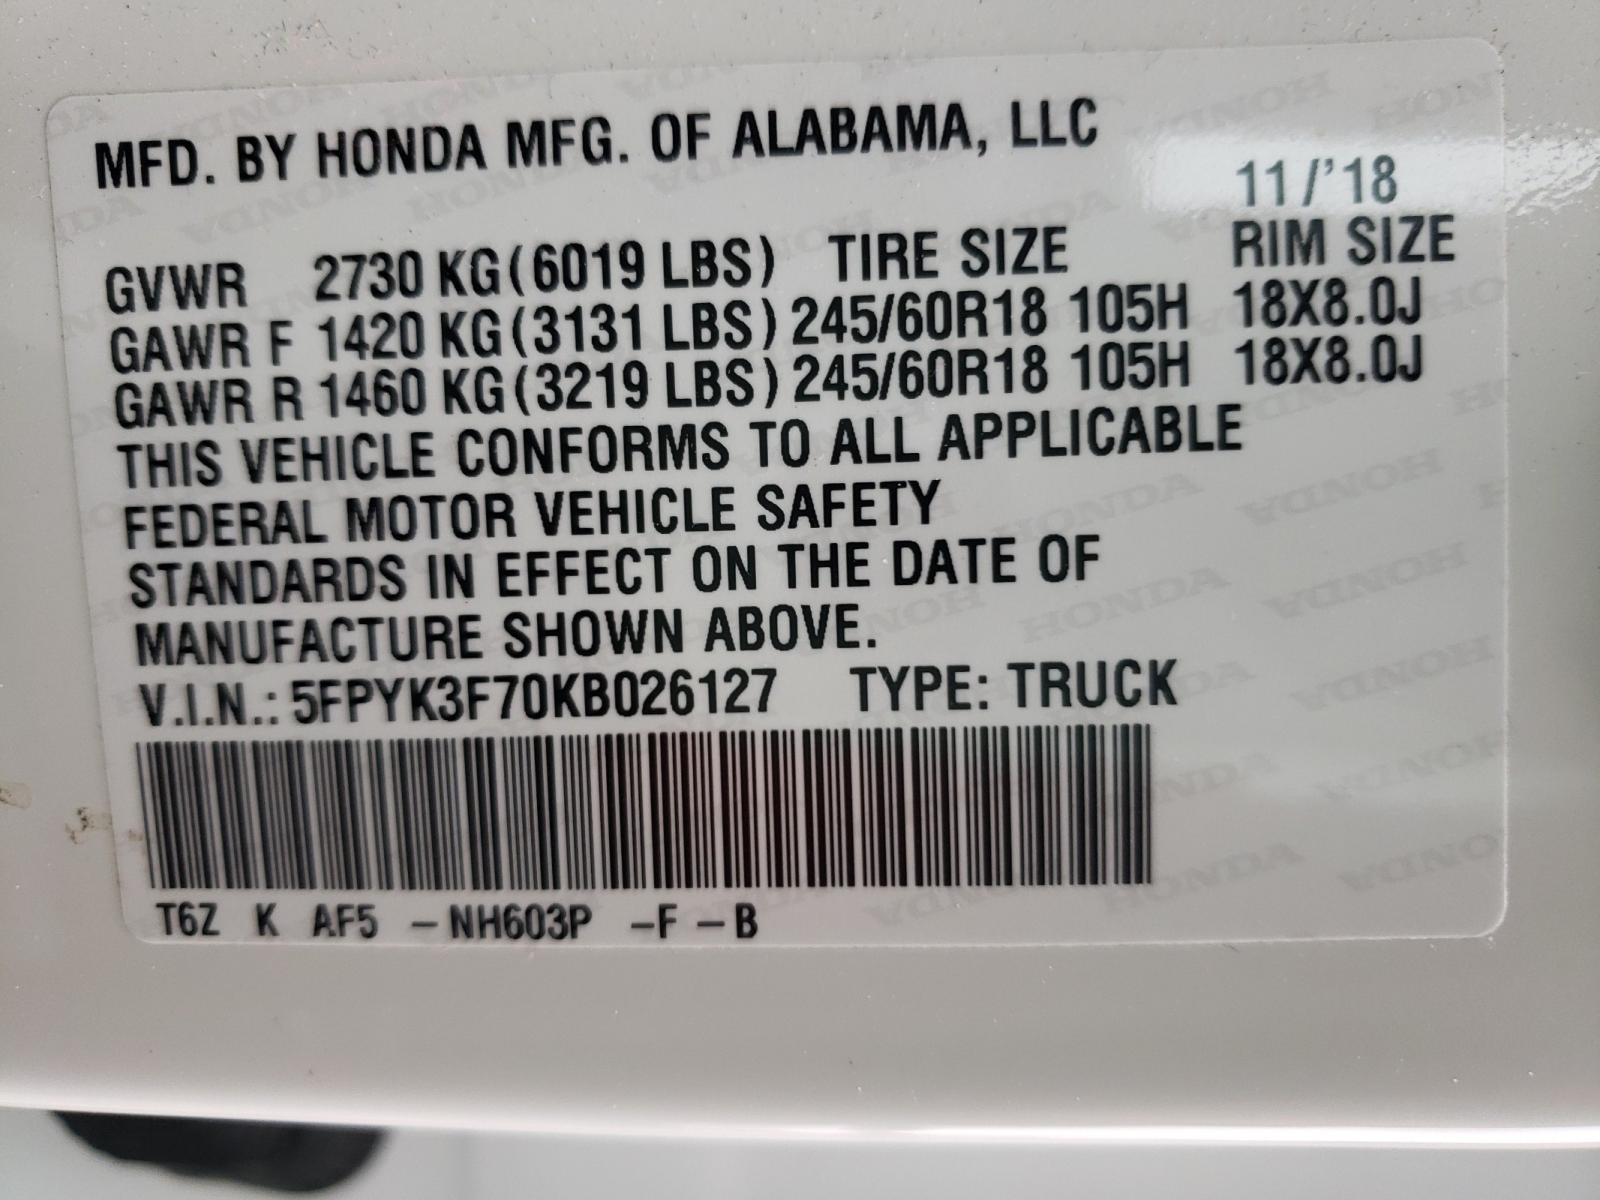 MFD. BY HONDA MFG. OF ALABAMA, LLC
11/'18
GVWR 2730 KG(6019 LBS) TIRE SIZE RIM SIZE
GAWR F 1420 KG(3131 LBS) 245/60R18 105H 18X8.0J
GAWR R 1460 KG(3219 LBS) 245/60R18 105H 18X8.0J
THIS VEHICLE CONFORMS TO ALL APPLICABLE
FEDERAL MOTOR VEHICLE SAFETY
STANDARDS IN EFFECT ON THE DATE OF
MANUFACTURE SHOWN ABOVE.
V.I.N.: 5FPYK3F70KB026127 TYPE: TRUCK
T6Z K AF5 -NH603P -F -B